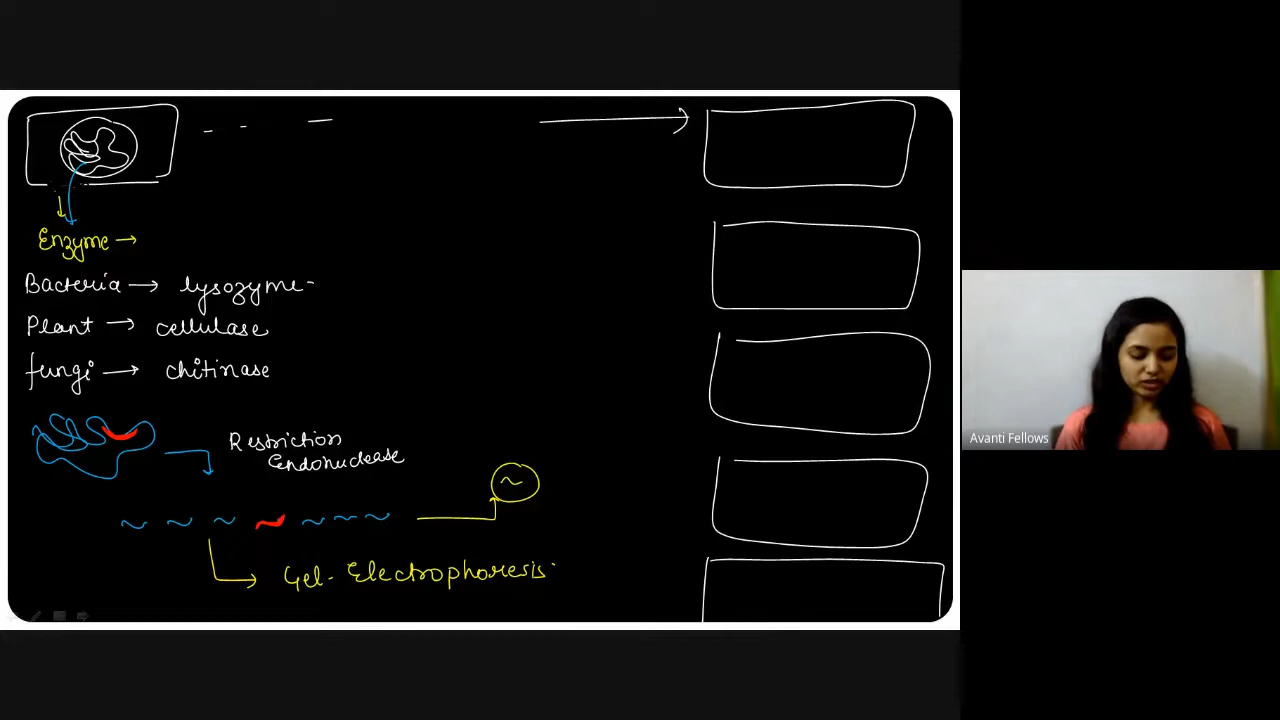 Enzyme →
Bacteria → lysozyme-
Plant → cellulase
fungi → chitinase
Restriction
Endonuclease
Gel- Electrophoresis
Avanti Fellows